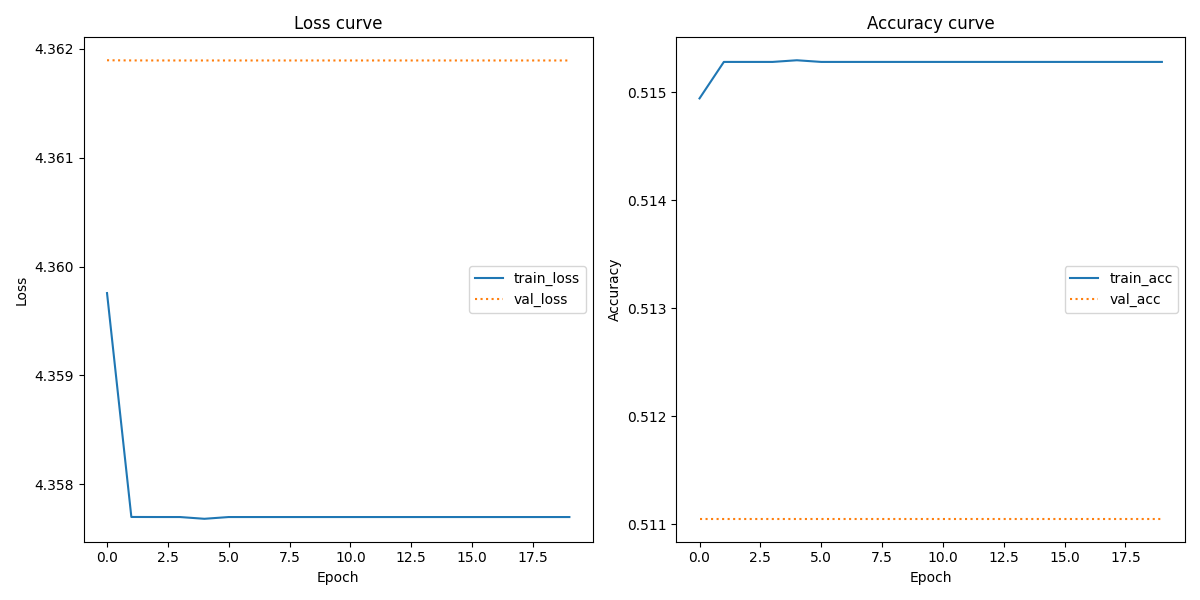 Loss curve
4.362
4.361
4.360
4.359
4.358
Loss
train_loss
val_loss
0.0 2.5 5.0 7.5 10.0 12.5 15.0 17.5
Epoch
Accuracy curve
0.515
0.514
0.513
0.512
0.511
Accuracy
train_acc
val_acc
0.0 2.5 5.0 7.5 10.0 12.5 15.0 17.5
Epoch